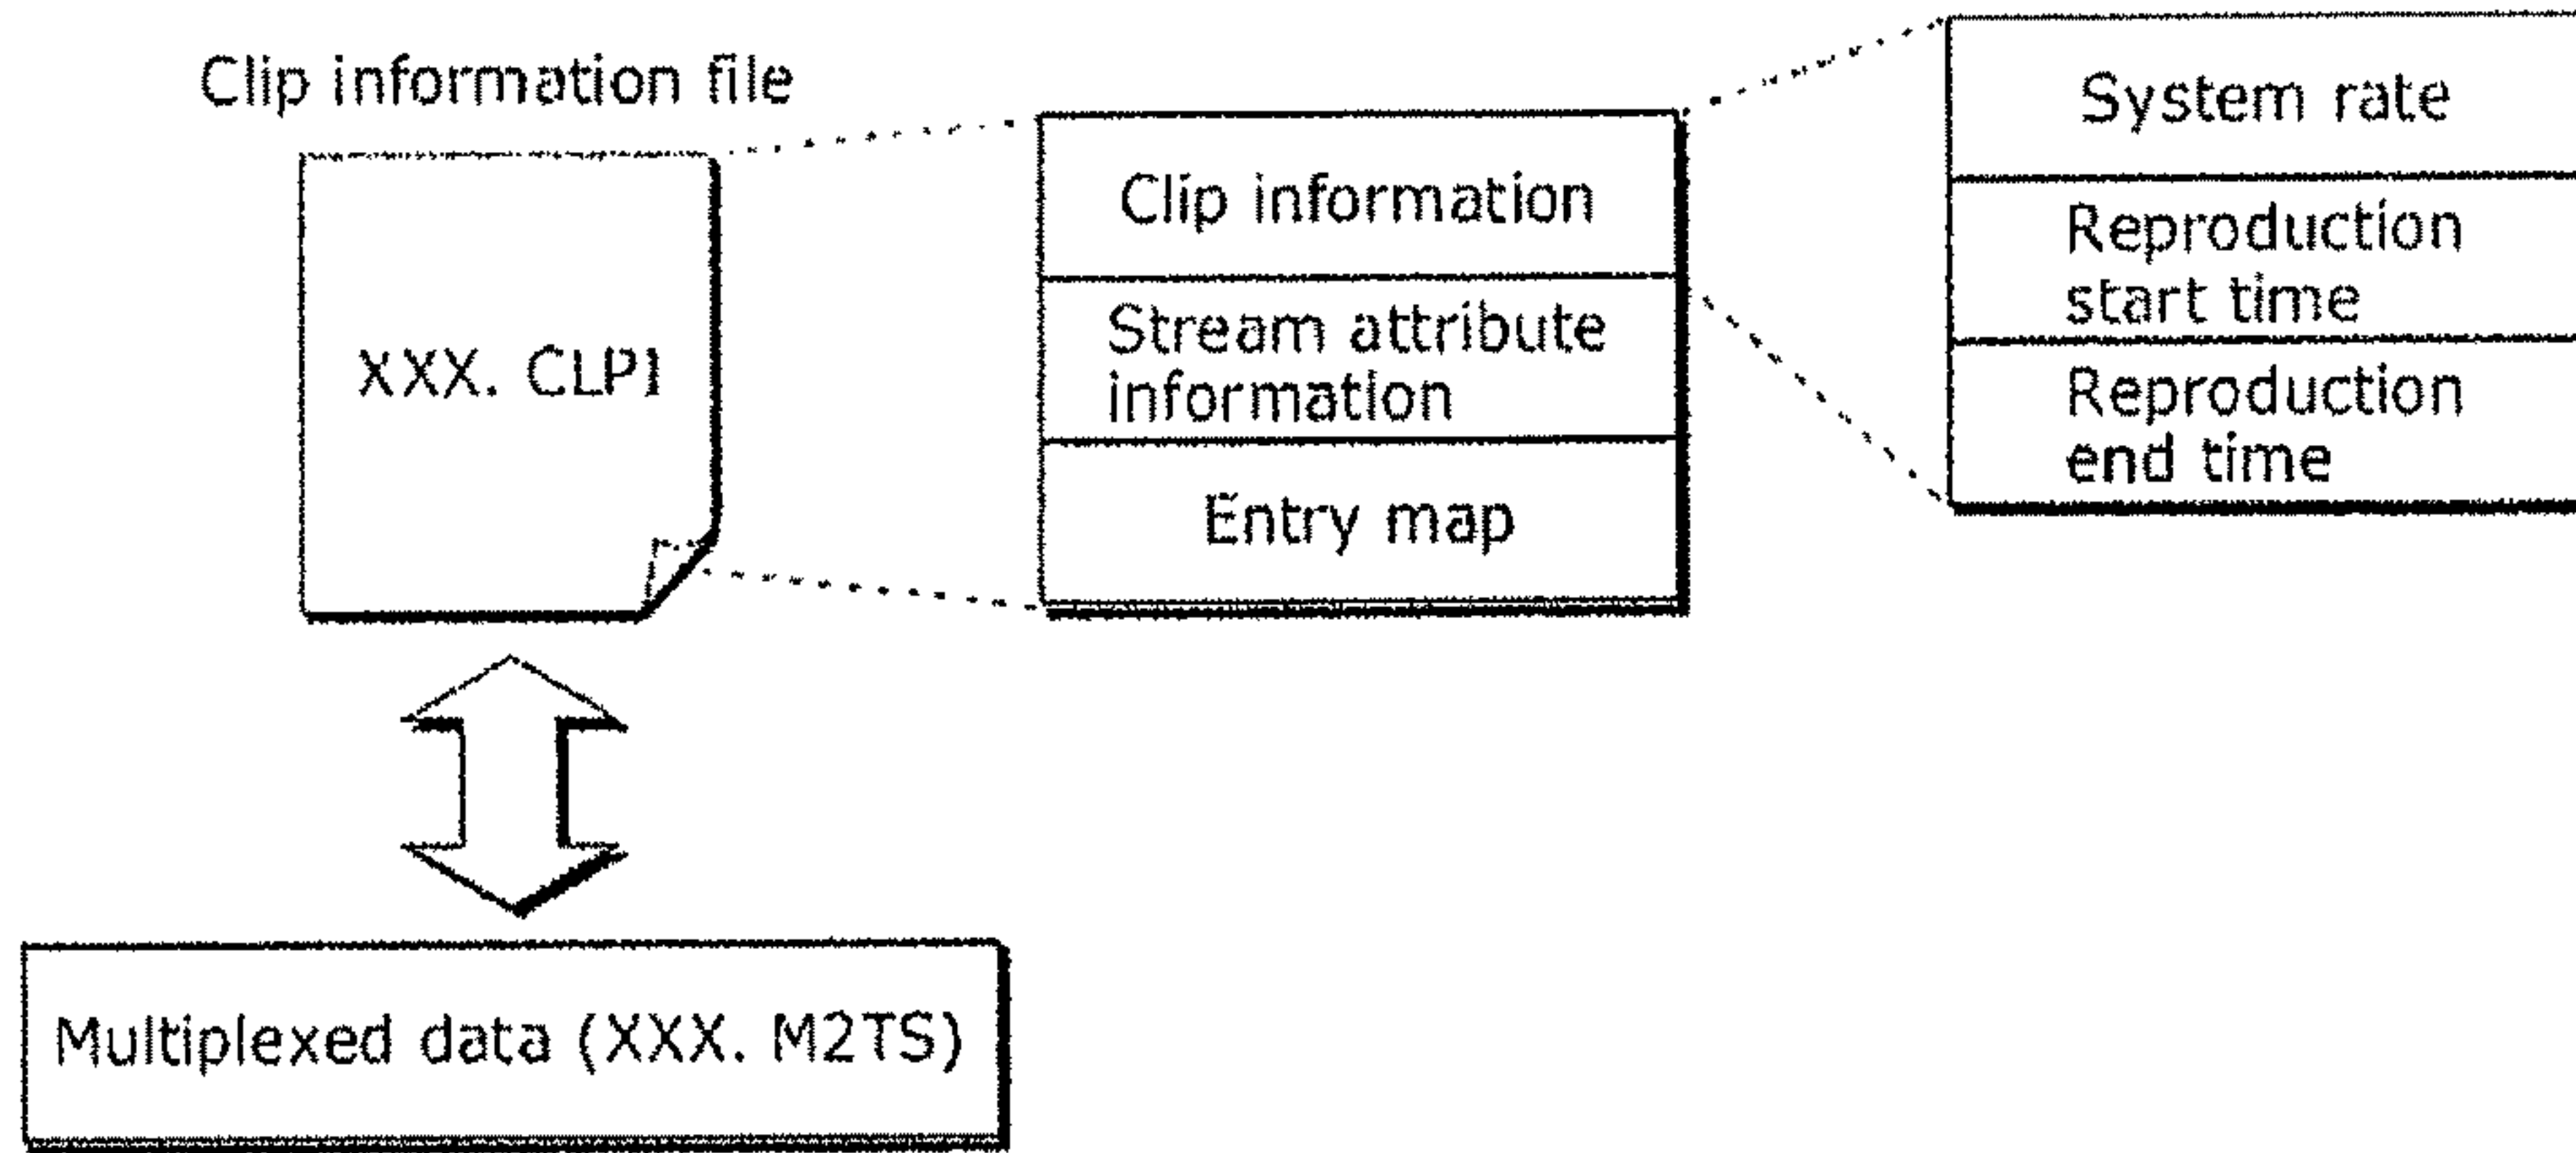 Clip information file
XXX. CLPI
Clip information
Stream attribute
information
Entry map
System rate
Reproduction
start time
Reproduction
end time
Multiplexed data (XXX. M2TS)